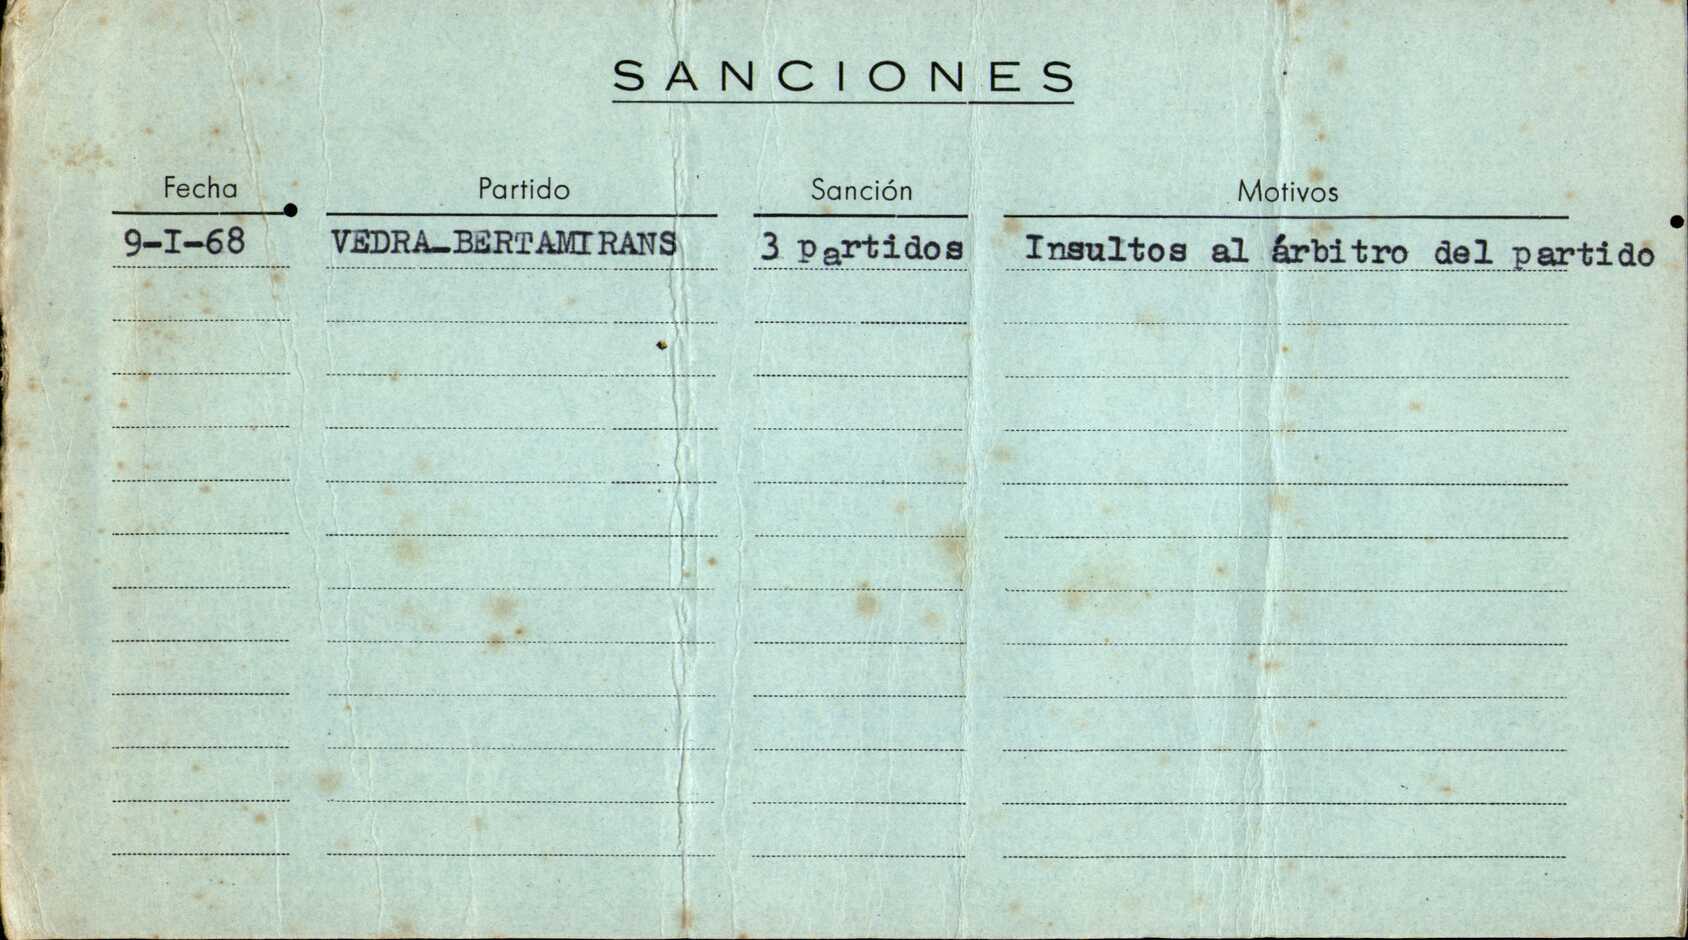 SANCIONES
Fecha Partido Sanción Motivos
9-I-68 VEDRA-BERTAMIRANS 3 partidos Insultos al árbitro del partido